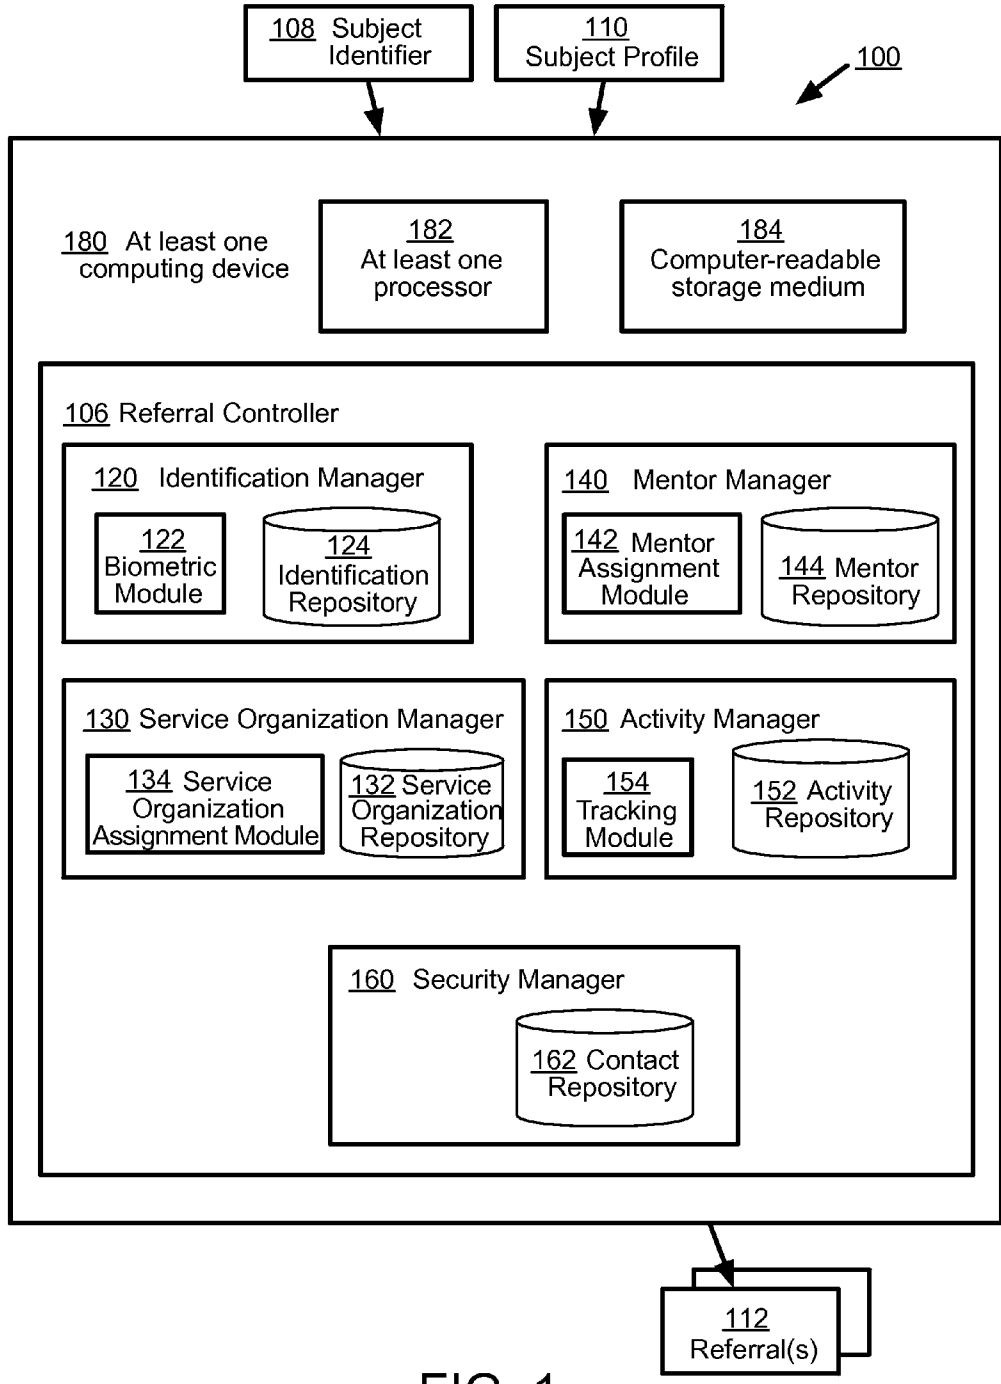 108 Subject
Identifier
110
Subject Profile
100
180 At least one
computing device
182
At least one
processor
184
Computer-readable
storage medium
106 Referral Controller
120 Identification Manager
122
Biometric
Module
124
Identification
Repository
140 Mentor Manager
142 Mentor
Assignment
Module
144 Mentor
Repository
130 Service Organization Manager
134 Service
Organization
Assignment Module
132 Service
Organization
Repository
150 Activity Manager
154
Tracking
Module
152 Activity
Repository
160 Security Manager
162 Contact
Repository
112
Referral(s)
FIG. 1